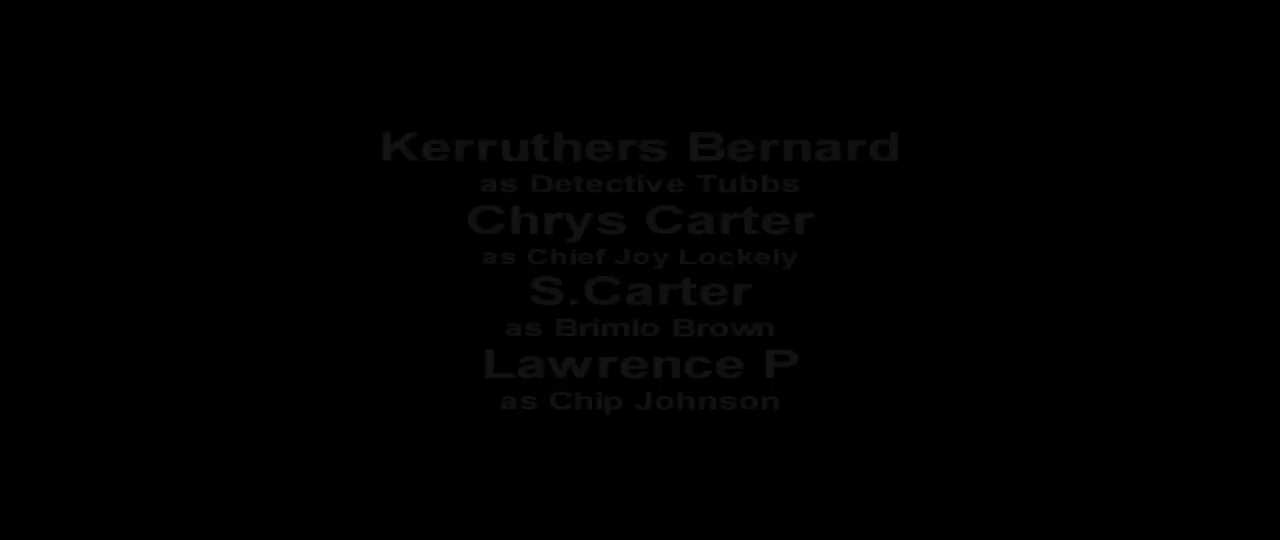 Kerruthers Bernard
as Detective Tubbs
Chrys Carter
as Chief Joy Lockely
S.Carter
as Brimlo Brown
Lawrence P
as Chip Johnson